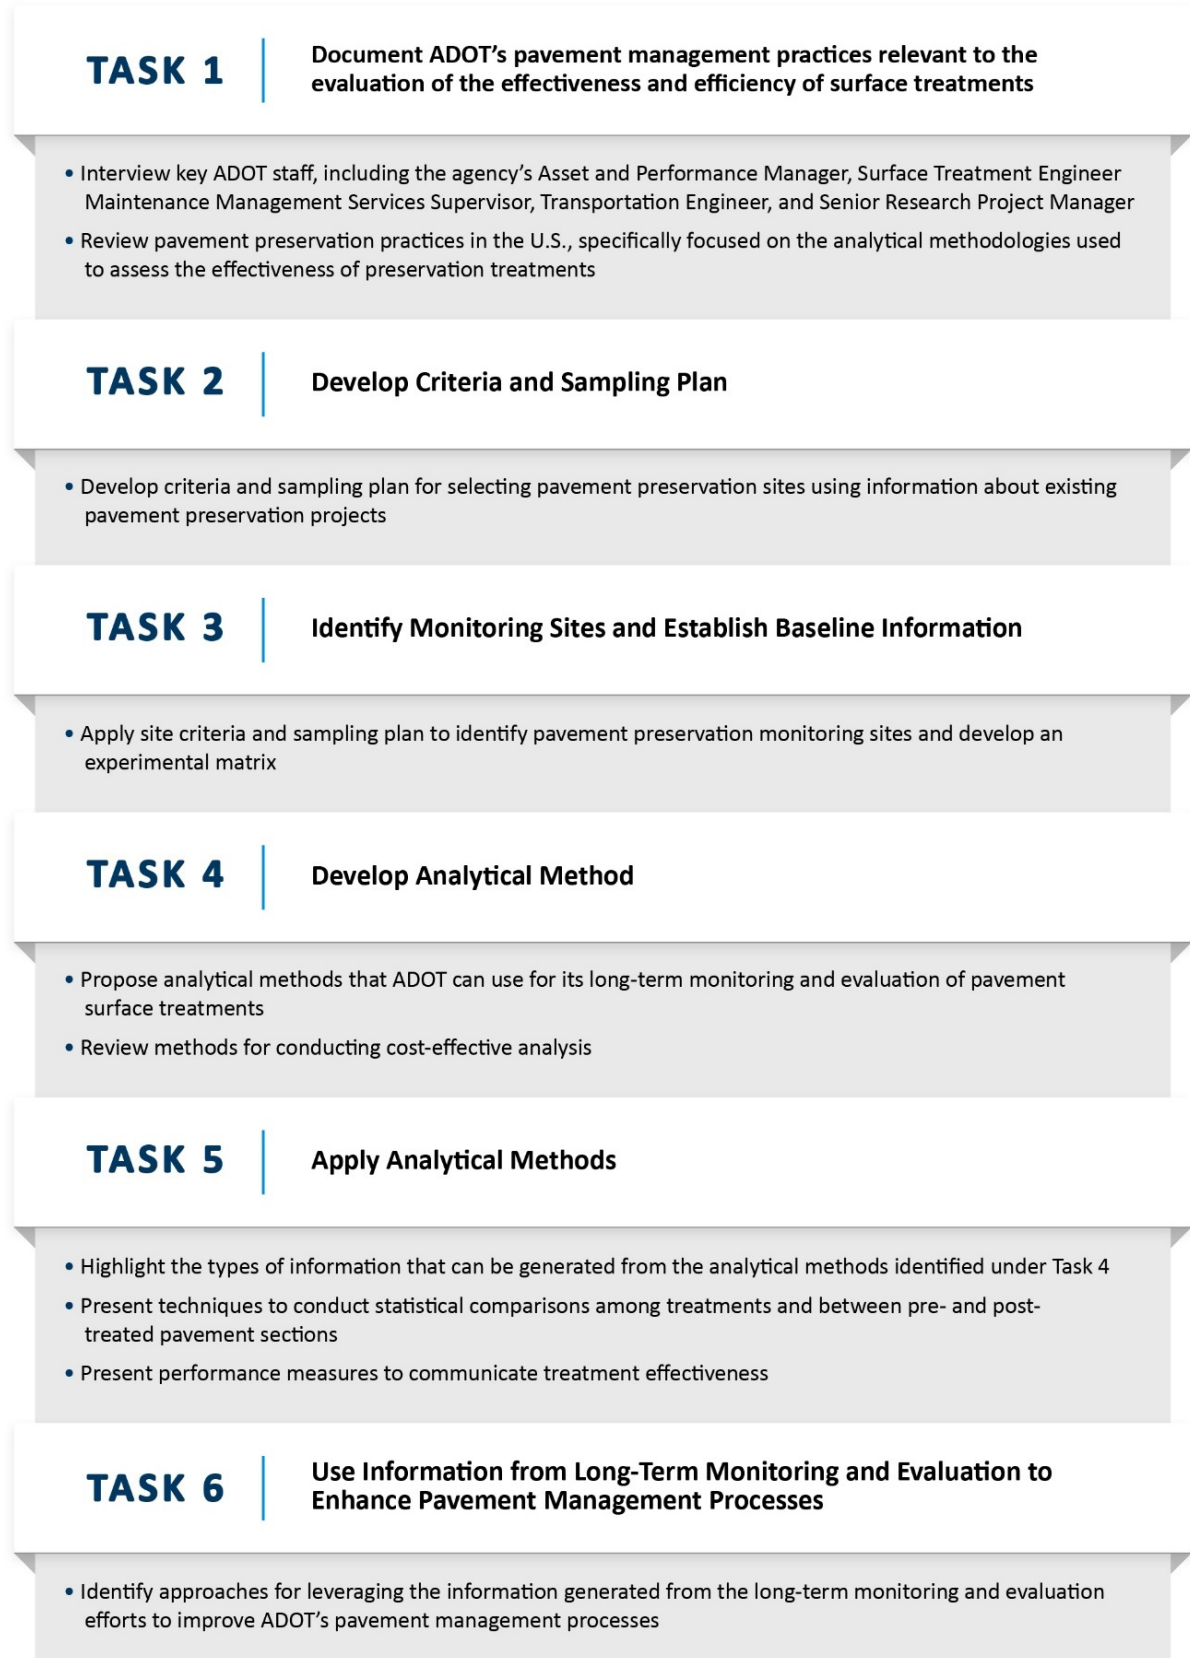 TASK 1
Document ADOT’s pavement management practices relevant to the
evaluation of the effectiveness and efficiency of surface treatments
• Interview key ADOT staff, including the agency’s Asset and Performance Manager, Surface Treatment Engineer
Maintenance Management Services Supervisor, Transportation Engineer, and Senior Research Project Manager
• Review pavement preservation practices in the U.S., specifically focused on the analytical methodologies used
to assess the effectiveness of preservation treatments
TASK 2
Develop Criteria and Sampling Plan
• Develop criteria and sampling plan for selecting pavement preservation sites using information about existing
pavement preservation projects
TASK 3
Identify Monitoring Sites and Establish Baseline Information
• Apply site criteria and sampling plan to identify pavement preservation monitoring sites and develop an
experimental matrix
TASK 4
Develop Analytical Method
• Propose analytical methods that ADOT can use for its long-term monitoring and evaluation of pavement
surface treatments
• Review methods for conducting cost-effective analysis
TASK 5
Apply Analytical Methods
• Highlight the types of information that can be generated from the analytical methods identified under Task 4
• Present techniques to conduct statistical comparisons among treatments and between pre- and post-
treated pavement sections
• Present performance measures to communicate treatment effectiveness
TASK 6
Use Information from Long-Term Monitoring and Evaluation to
Enhance Pavement Management Processes
• Identify approaches for leveraging the information generated from the long-term monitoring and evaluation
efforts to improve ADOT’s pavement management processes